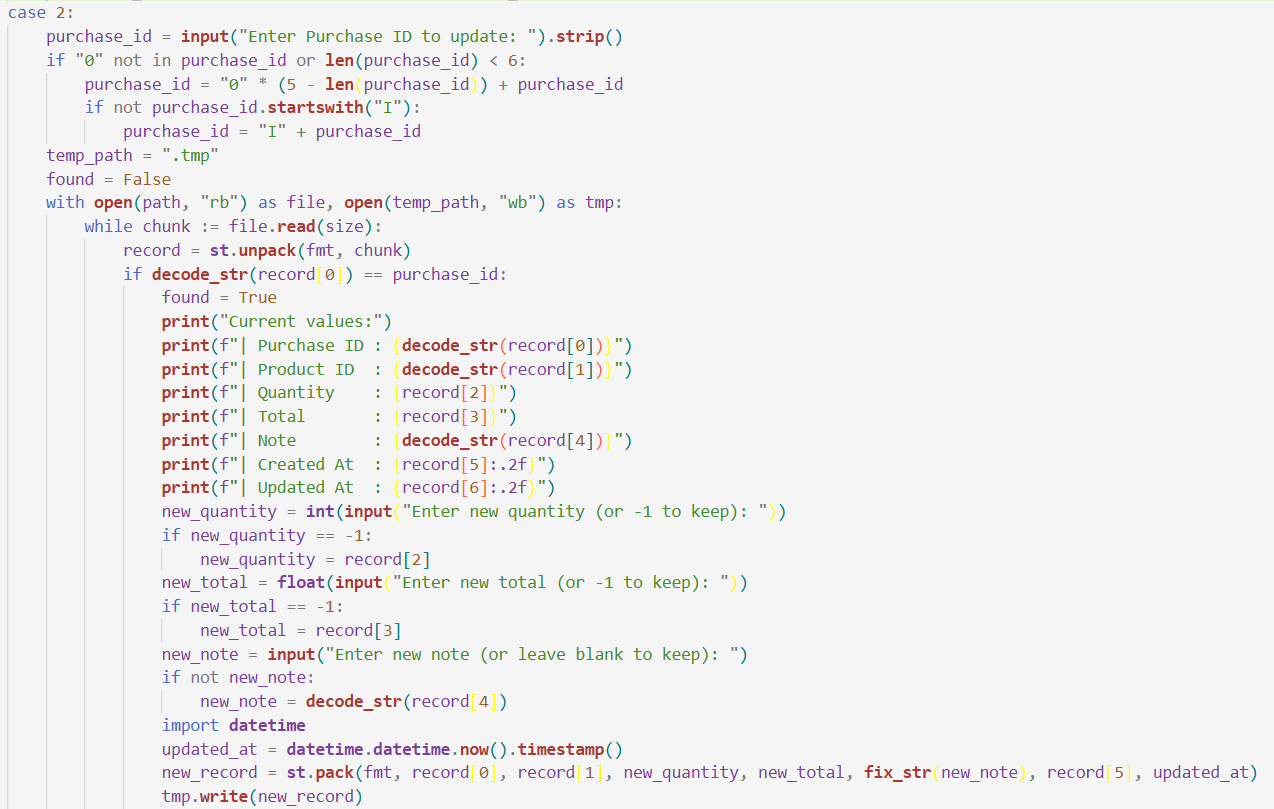 case 2:
    purchase_id = input("Enter Purchase ID to update: ").strip()
    if "0" not in purchase_id or len(purchase_id) < 6:
        purchase_id = "0" * (5 - len(purchase_id)) + purchase_id
        if not purchase_id.startswith("I"):
            purchase_id = "I" + purchase_id
    temp_path = ".tmp"
    found = False
    with open(path, "rb") as file, open(temp_path, "wb") as tmp:
        while chunk := file.read(size):
            record = st.unpack(fmt, chunk)
            if decode_str(record[0]) == purchase_id:
                found = True
                print("Current values:")
                print(f"| Purchase ID : {decode_str(record[0])}")
                print(f"| Product ID  : {decode_str(record[1])}")
                print(f"| Quantity    : {record[2]}")
                print(f"| Total       : {record[3]}")
                print(f"| Note        : {decode_str(record[4])}")
                print(f"| Created At  : {record[5]:.2f}")
                print(f"| Updated At  : {record[6]:.2f}")
                new_quantity = int(input("Enter new quantity (or -1 to keep): "))
                if new_quantity == -1:
                    new_quantity = record[2]
                new_total = float(input("Enter new total (or -1 to keep): "))
                if new_total == -1:
                    new_total = record[3]
                new_note = input("Enter new note (or leave blank to keep): ")
                if not new_note:
                    new_note = decode_str(record[4])
                import datetime
                updated_at = datetime.datetime.now().timestamp()
                new_record = st.pack(fmt, record[0], record[1], new_quantity, new_total, fix_str(new_note), record[5], updated_at)
                tmp.write(new_record)